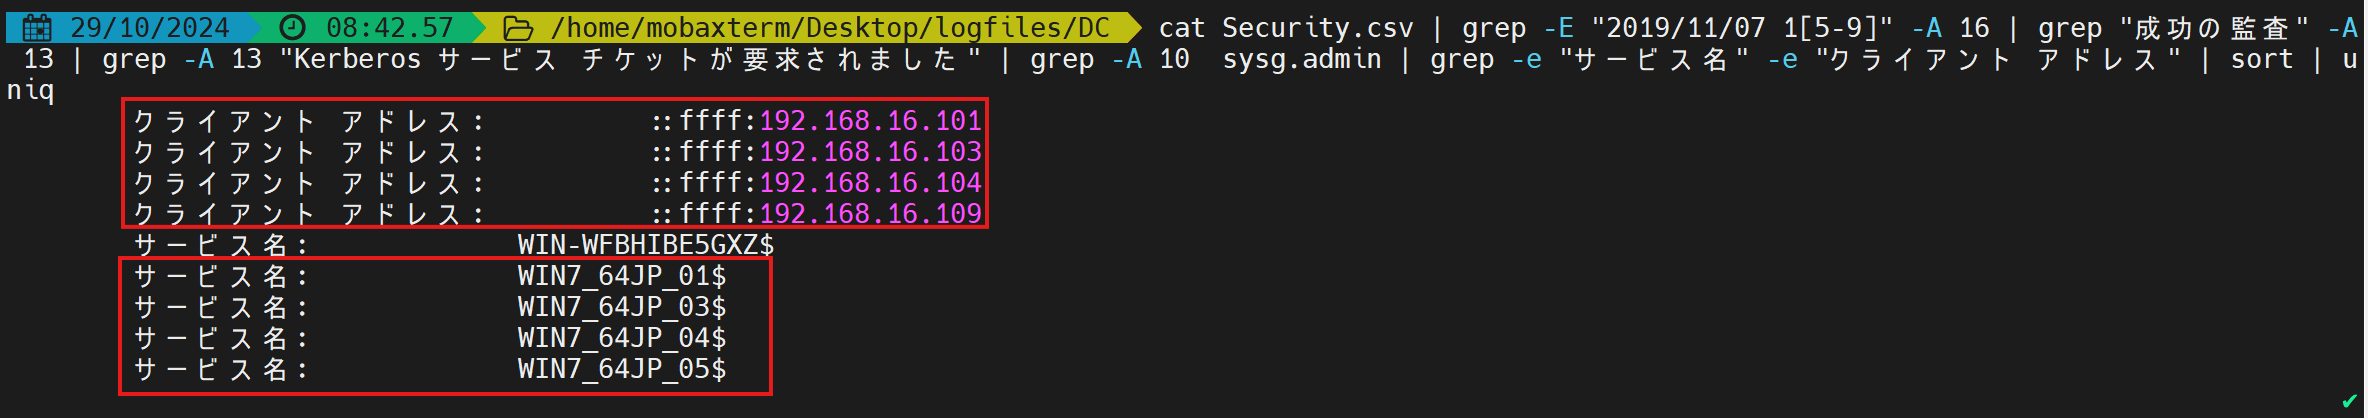 29/10/2024 08:42.57 /home/mobaxterm/Desktop/logfiles/DC cat Security.csv | grep -E "2019/11/07 1[5-9]" -A 16 | grep "成功の監査" -A
13 | grep -A 13 "Kerberos サービス チケットが要求されました" | grep -A 10  sysg.admin | grep -e "サービス名" -e "クライアント アドレス" | sort | u
niq
クライアント アドレス: ::ffff:192.168.16.101
クライアント アドレス: ::ffff:192.168.16.103
クライアント アドレス: ::ffff:192.168.16.104
クライアント アドレス: ::ffff:192.168.16.109
サービス名: WIN-WFBHIBE5GXZ$
サービス名: WIN7_64JP_01$
サービス名: WIN7_64JP_03$
サービス名: WIN7_64JP_04$
サービス名: WIN7_64JP_05$